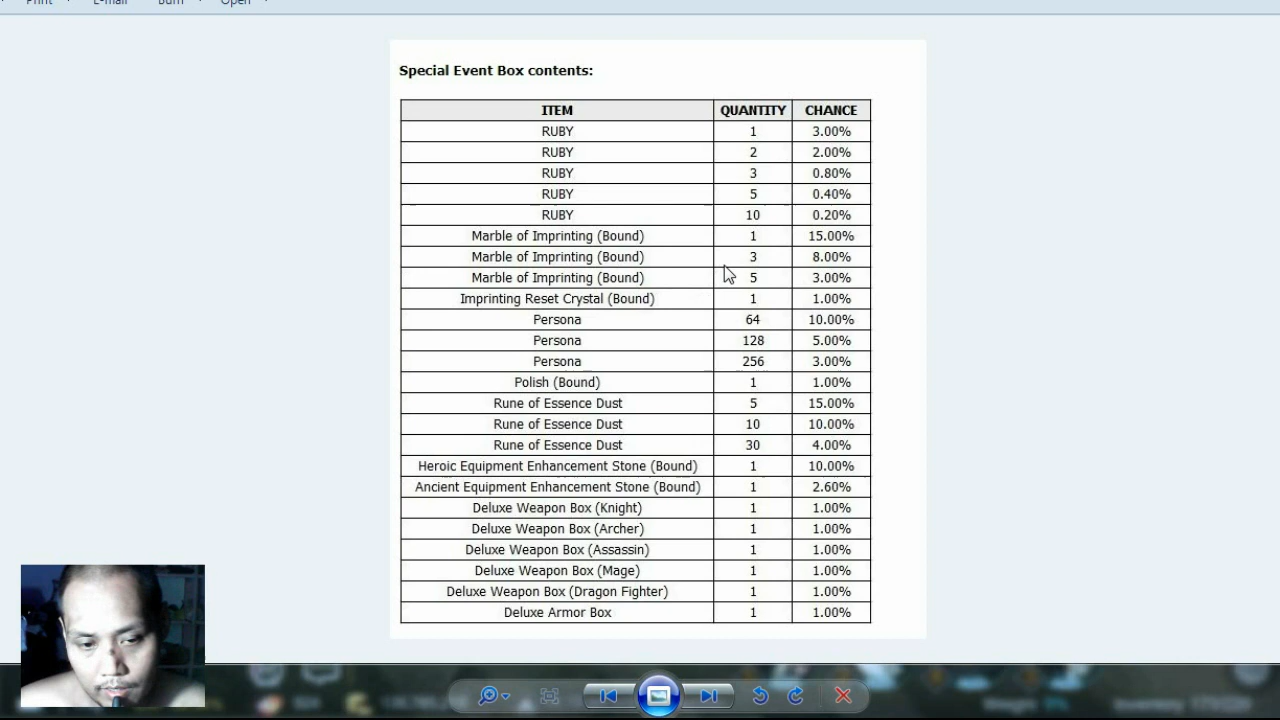 Print E-mail Burn Open
Special Event Box contents:
ITEM QUANTITY CHANCE
RUBY 1 3.00%
RUBY 2 2.00%
RUBY 3 0.80%
RUBY 5 0.40%
RUBY 10 0.20%
Marble of Imprinting (Bound) 1 15.00%
Marble of Imprinting (Bound) 3 8.00%
Marble of Imprinting (Bound) 5 3.00%
Imprinting Reset Crystal (Bound) 1 1.00%
Persona 64 10.00%
Persona 128 5.00%
Persona 256 3.00%
Polish (Bound) 1 1.00%
Rune of Essence Dust 5 15.00%
Rune of Essence Dust 10 10.00%
Rune of Essence Dust 30 4.00%
Heroic Equipment Enhancement Stone (Bound) 1 10.00%
Ancient Equipment Enhancement Stone (Bound) 1 2.60%
Deluxe Weapon Box (Knight) 1 1.00%
Deluxe Weapon Box (Archer) 1 1.00%
Deluxe Weapon Box (Assassin) 1 1.00%
Deluxe Weapon Box (Mage) 1 1.00%
Deluxe Weapon Box (Dragon Fighter) 1 1.00%
Deluxe Armor Box 1 1.00%